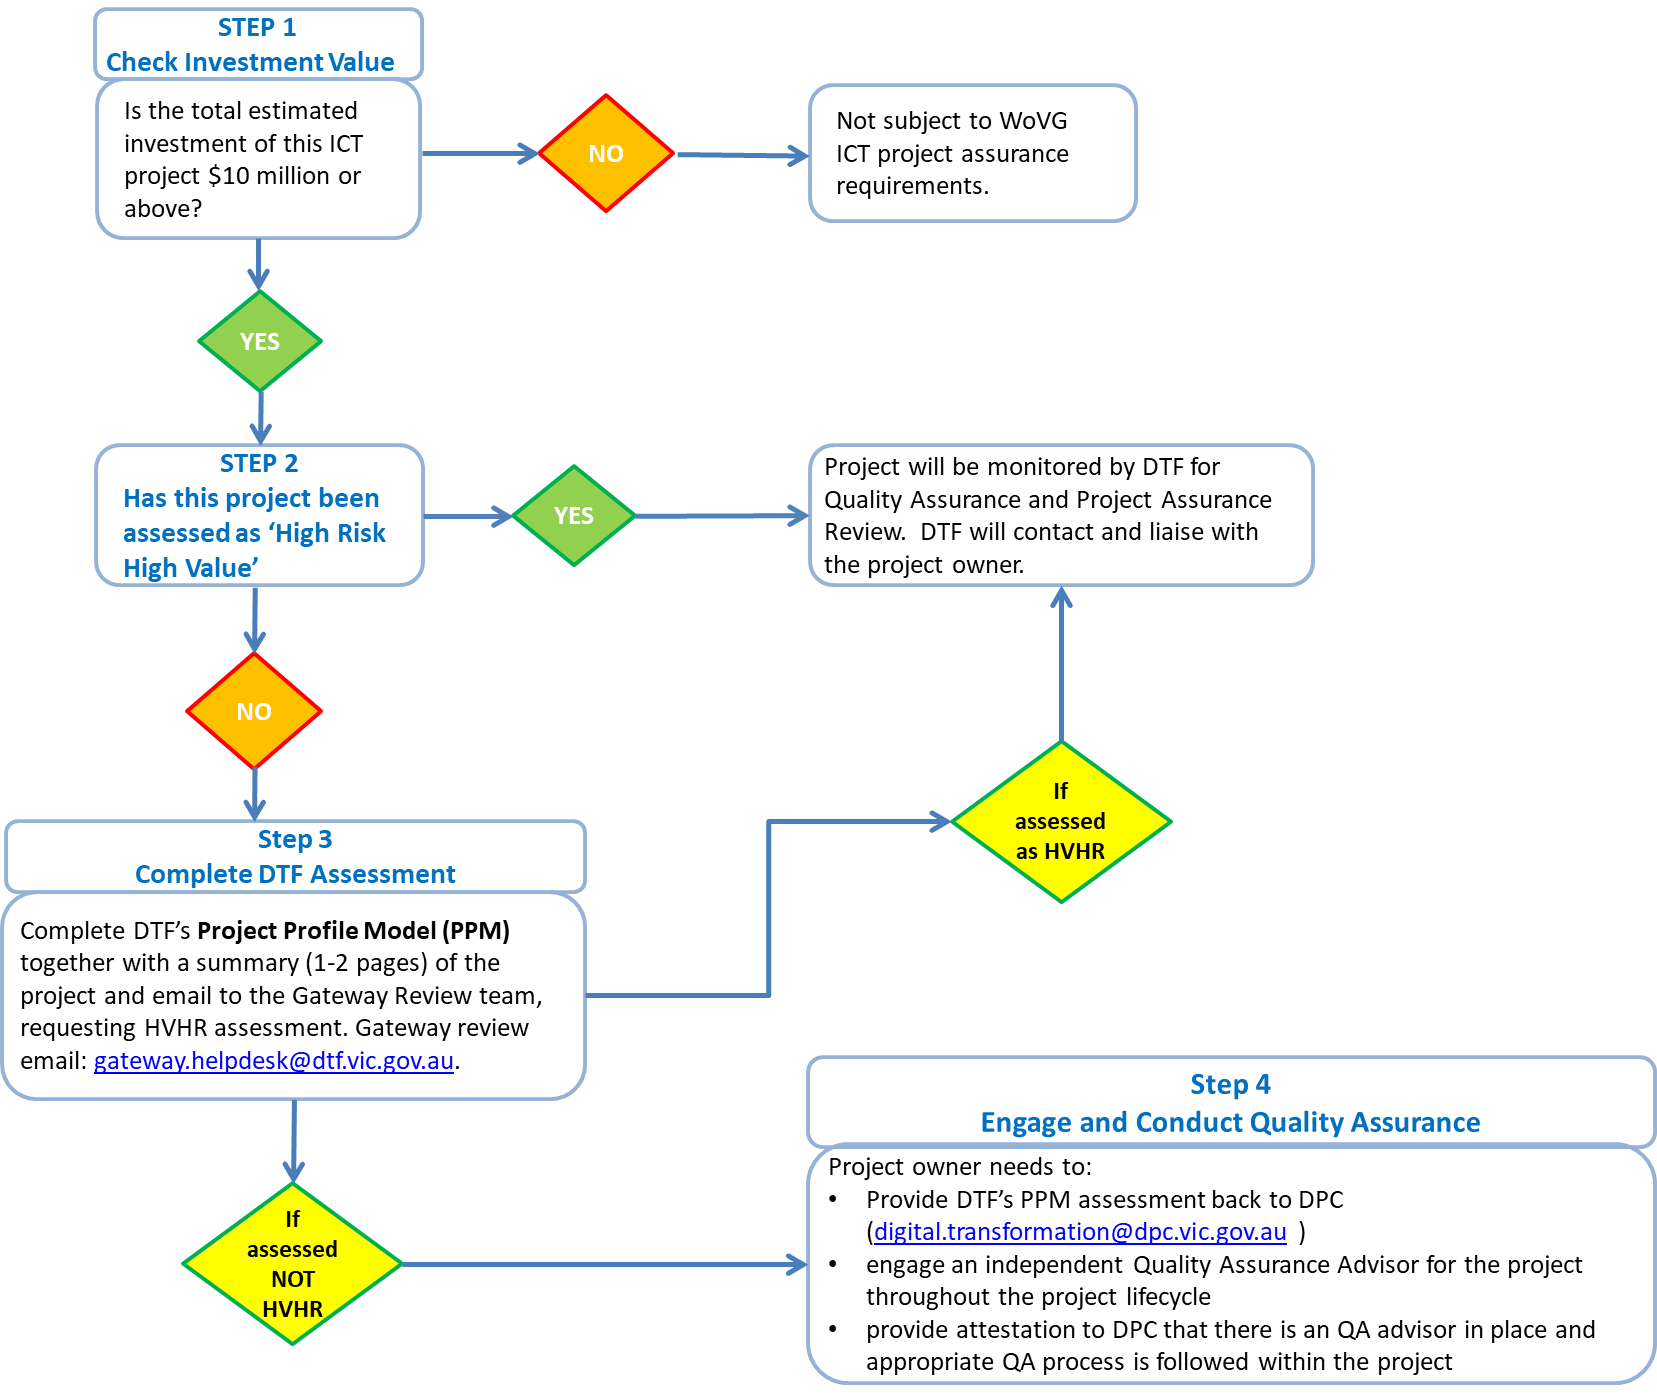 STEP 1
Check Investment Value
Is the total estimated
investment of this ICT
project $10 million or
above?
NO
Not subject to WoVG
ICT project assurance
requirements.
YES
STEP 2
Has this project been
assessed as ‘High Risk
High Value’
YES
Project will be monitored by DTF for
Quality Assurance and Project Assurance
Review.  DTF will contact and liaise with
the project owner.
NO
If
assessed
as HVHR
Step 3
Complete DTF Assessment
Complete DTF’s Project Profile Model (PPM)
together with a summary (1-2 pages) of the
project and email to the Gateway Review team,
requesting HVHR assessment. Gateway review
email: gateway.helpdesk@dtf.vic.gov.au.
If
assessed
NOT
HVHR
Step 4
Engage and Conduct Quality Assurance
Project owner needs to:
• Provide DTF’s PPM assessment back to DPC
(digital.transformation@dpc.vic.gov.au )
• engage an independent Quality Assurance Advisor for the project
throughout the project lifecycle
• provide attestation to DPC that there is an QA advisor in place and
appropriate QA process is followed within the project